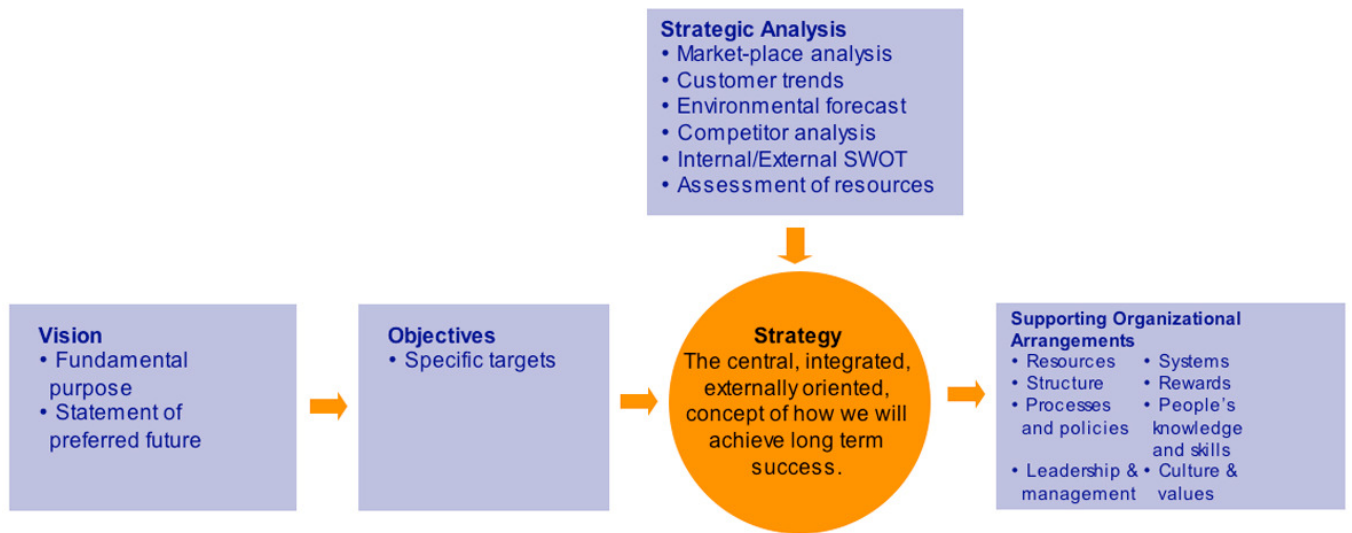 Strategic Analysis
• Market-place analysis
• Customer trends
• Environmental forecast
• Competitor analysis
• Internal/External SWOT
• Assessment of resources
Vision
• Fundamental
purpose
• Statement of
preferred future
Objectives
• Specific targets
Strategy
The central, integrated,
externally oriented,
concept of how we will
achieve long term
success.
Supporting Organizational
Arrangements
• Resources
• Structure
• Processes
and policies
• Leadership &
management
• Systems
• Rewards
• People's
knowledge
and skills
• Culture &
values